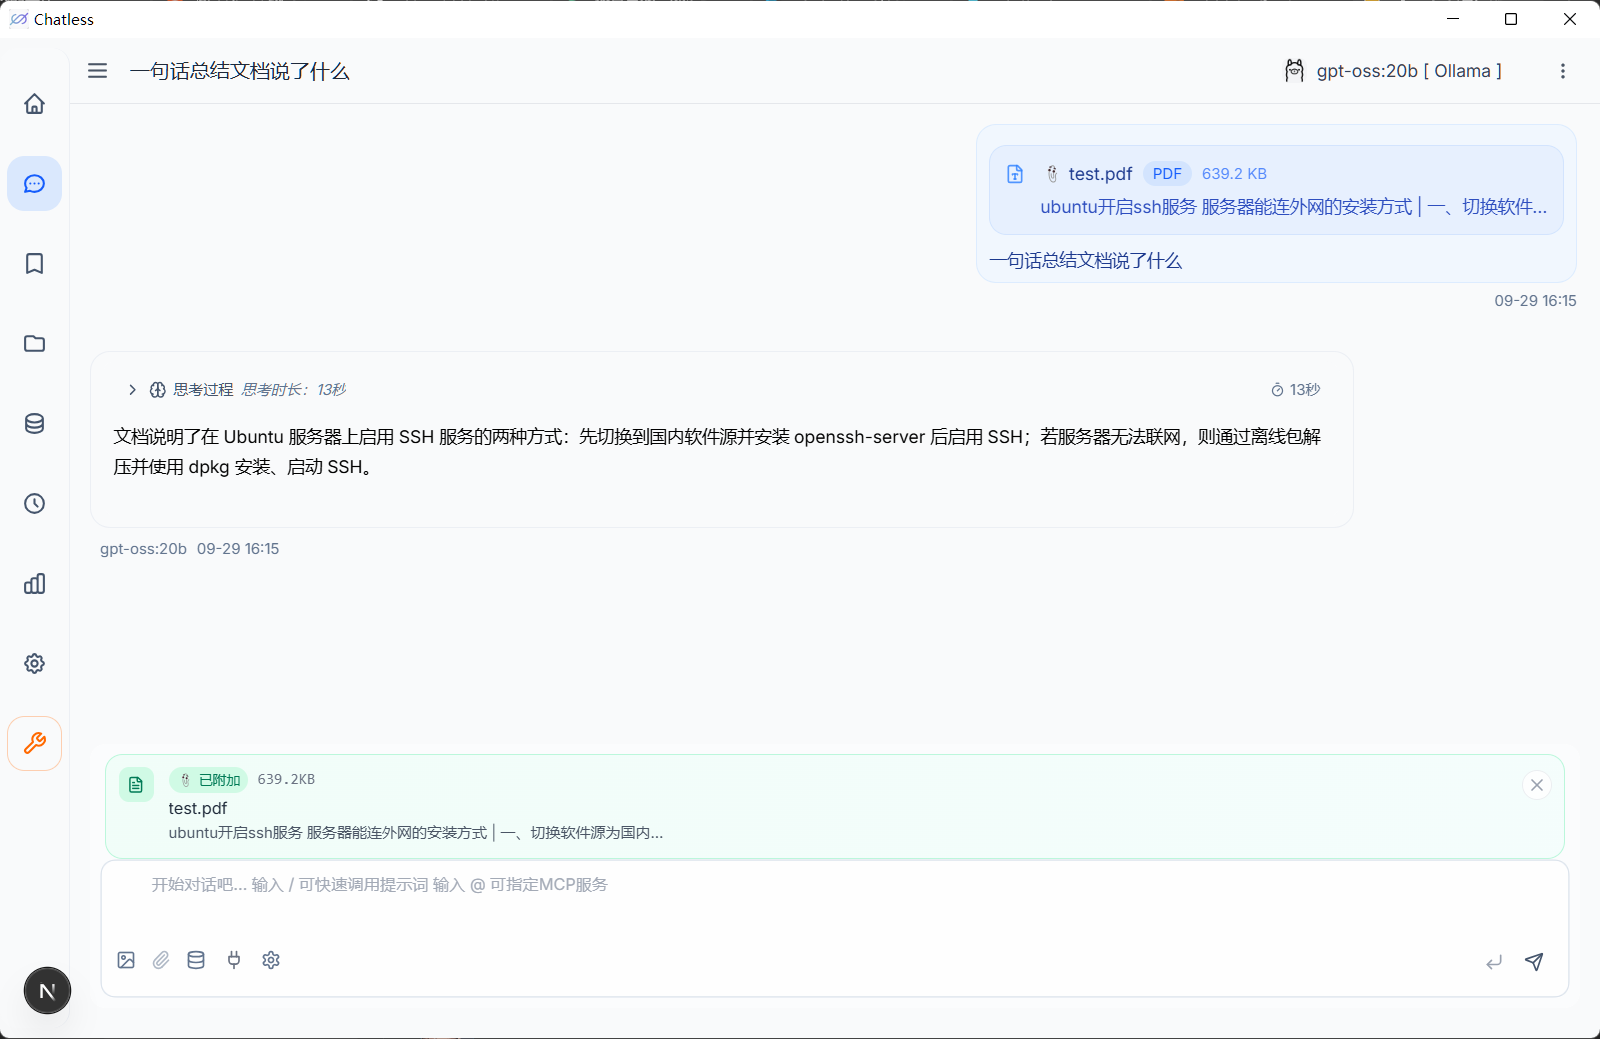 Chatless
一句话总结文档说了什么
gpt-oss:20b [ Ollama ]
test.pdf PDF 639.2 KB
ubuntu开启ssh服务 服务器能连外网的安装方式 | 一、切换软件...
一句话总结文档说了什么
09-29 16:15
思考过程 思考时长：13秒 13秒
文档说明了在 Ubuntu 服务器上启用 SSH 服务的两种方式：先切换到国内软件源并安装 openssh-server 后启用 SSH；若服务器无法联网，则通过离线包解
压并使用 dpkg 安装、启动 SSH。
gpt-oss:20b 09-29 16:15
已附加 639.2KB
test.pdf
ubuntu开启ssh服务 服务器能连外网的安装方式 | 一、切换软件源为国内...
开始对话吧... 输入 / 可快速调用提示词 输入 @ 可指定MCP服务
N